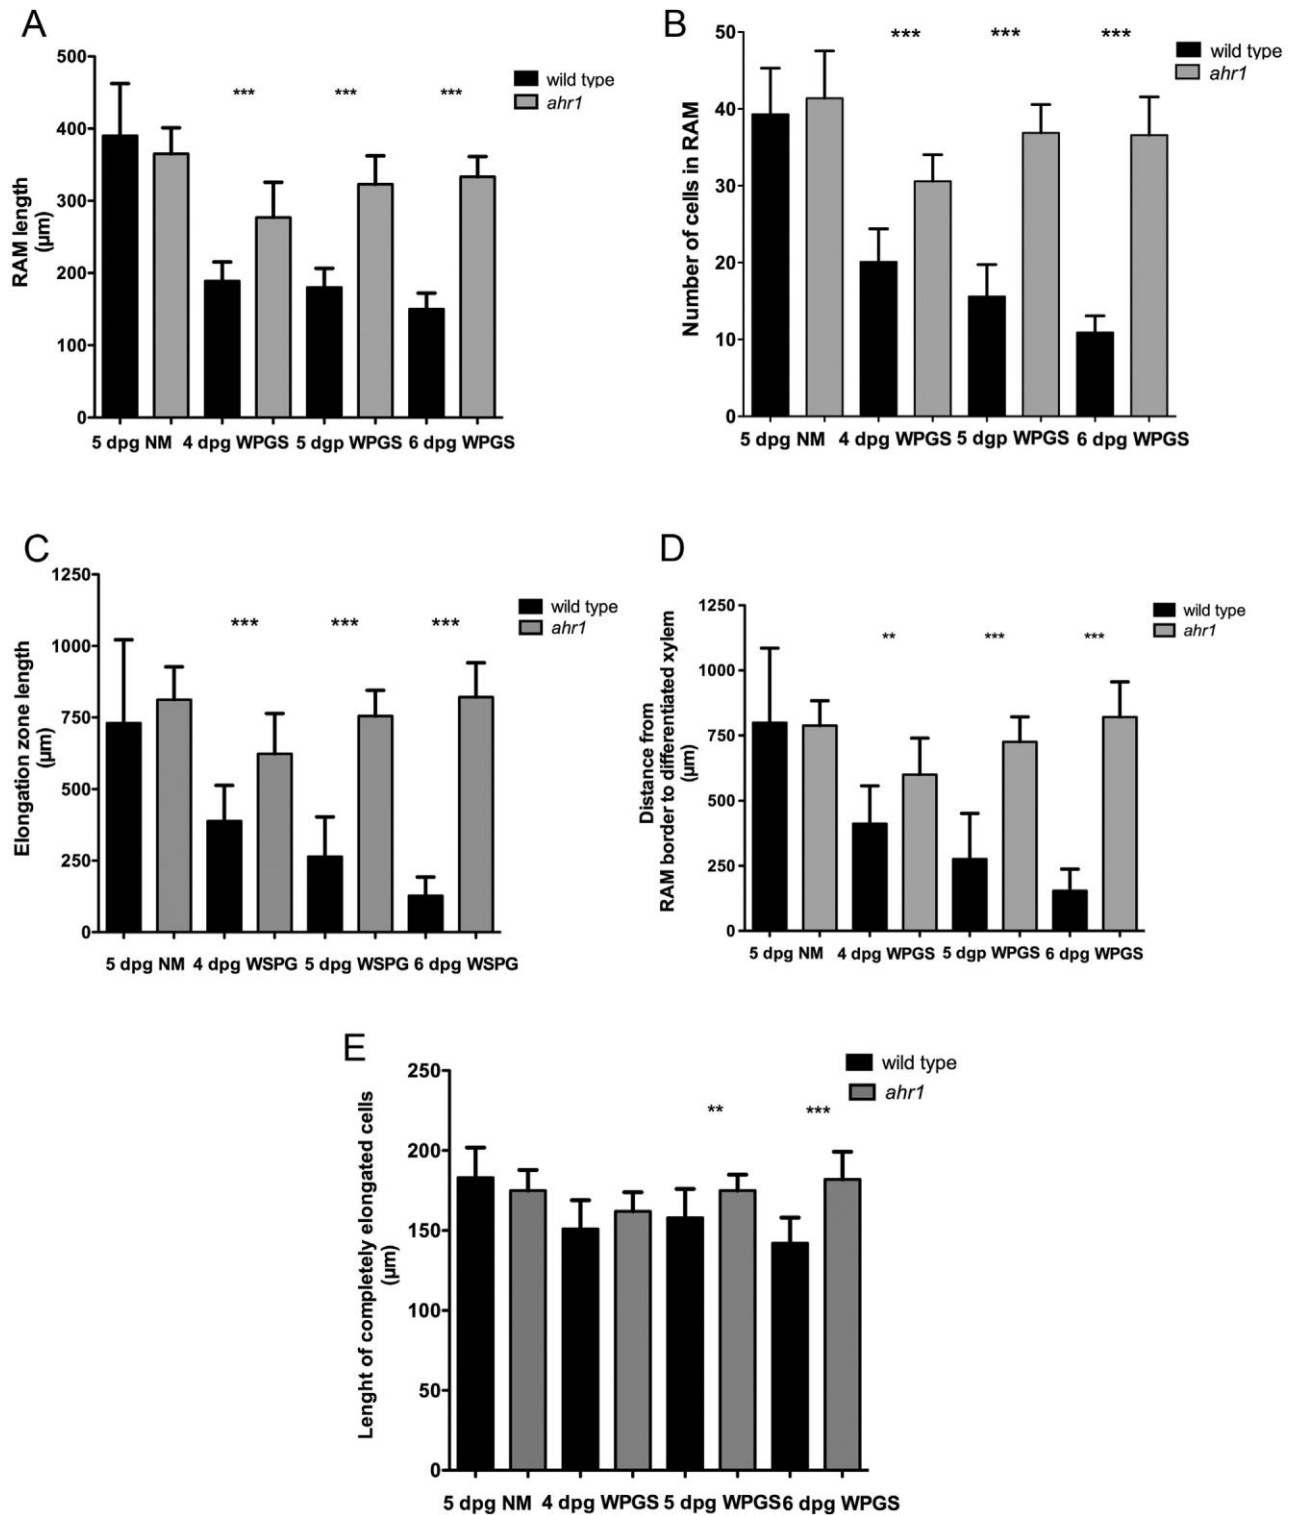 A
500
400
300
200
100
0
RAM length
(µm)
*** *** ***
wild type
ahr1
5 dpg NM 4 dpg WPGS 5 dgp WPGS 6 dpg WPGS
B
50
40
30
20
10
0
Number of cells in RAM
*** *** ***
wild type
ahr1
5 dpg NM 4 dpg WPGS 5 dgp WPGS 6 dpg WPGS
C
1250
1000
750
500
250
0
Elongation zone length
(µm)
*** *** ***
wild type
ahr1
5 dpg NM 4 dpg WSPG 5 dpg WSPG 6 dpg WSPG
D
1250
1000
750
500
250
0
Distance from
RAM border to differentiated xylem
(µm)
** *** ***
wild type
ahr1
5 dpg NM 4 dpg WPGS 5 dgp WPGS 6 dpg WPGS
E
250
200
150
100
50
0
Lenght of completely elongated cells
(µm)
** ***
wild type
ahr1
5 dpg NM 4 dpg WPGS 5 dpg WPGS 6 dpg WPGS